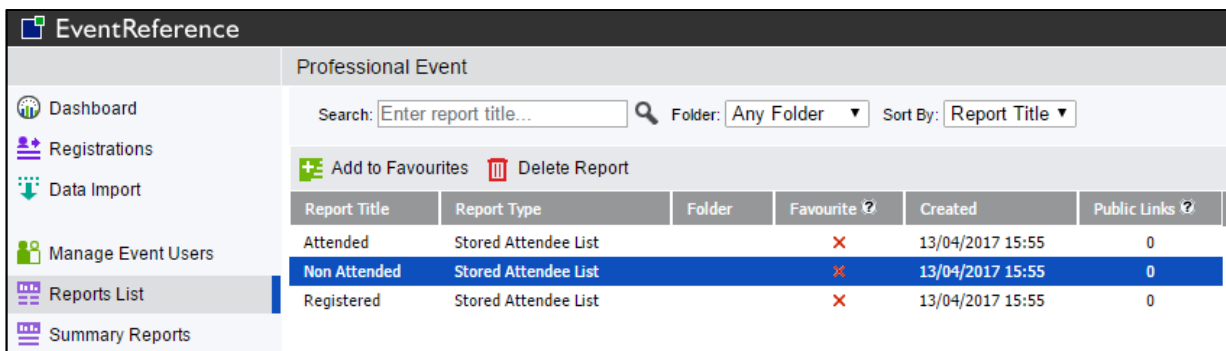 EventReference
Professional Event
Dashboard
Registrations
Data Import
Manage Event Users
Reports List
Summary Reports
Search: Enter report title... Folder: Any Folder Sort By: Report Title
Add to Favourites Delete Report
Report Title Report Type Folder Favourite ? Created Public Links ?
Attended Stored Attendee List 13/04/2017 15:55 0
Non Attended Stored Attendee List 13/04/2017 15:55 0
Registered Stored Attendee List 13/04/2017 15:55 0